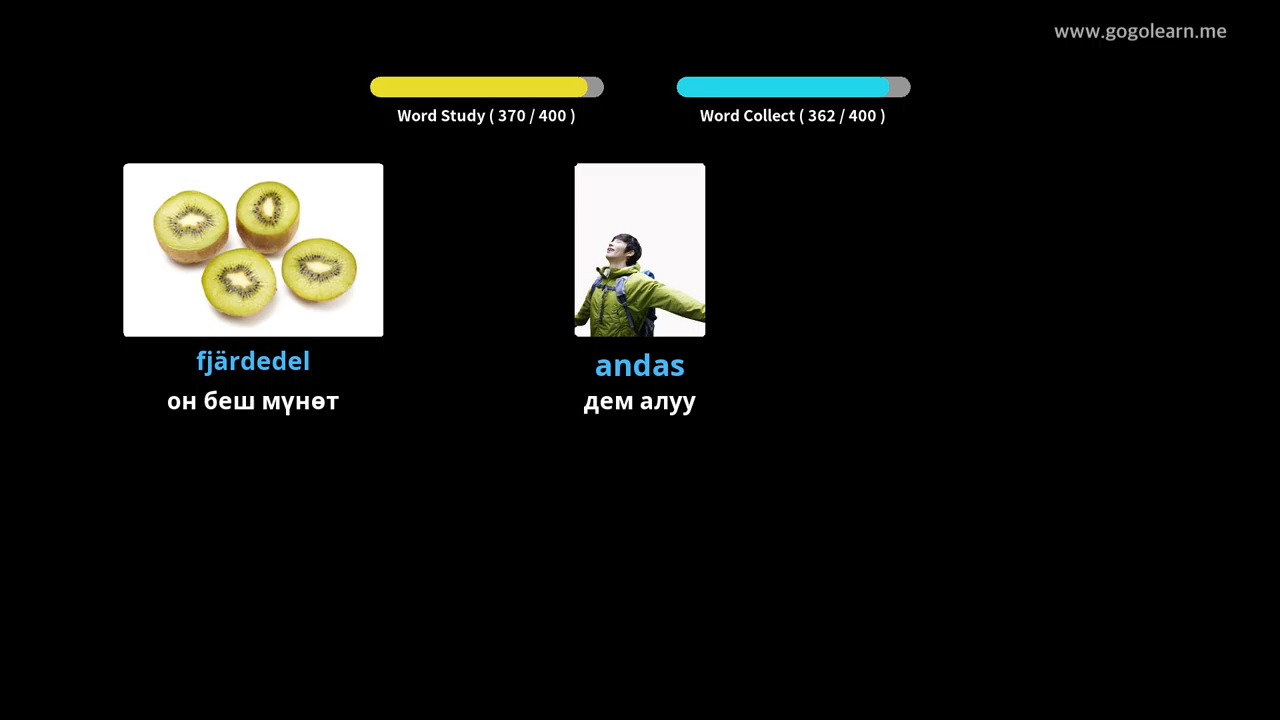 www.gogolearn.me
Word Study ( 370 / 400 )
Word Collect ( 362 / 400 )
fjärdedel
он беш мүнөт
andas
дем алуу